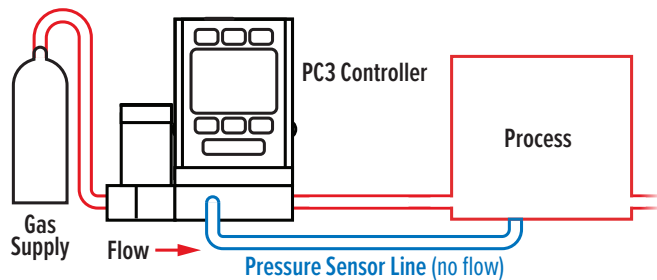 PC3 Controller
Process
Gas
Supply
Flow
Pressure Sensor Line (no flow)